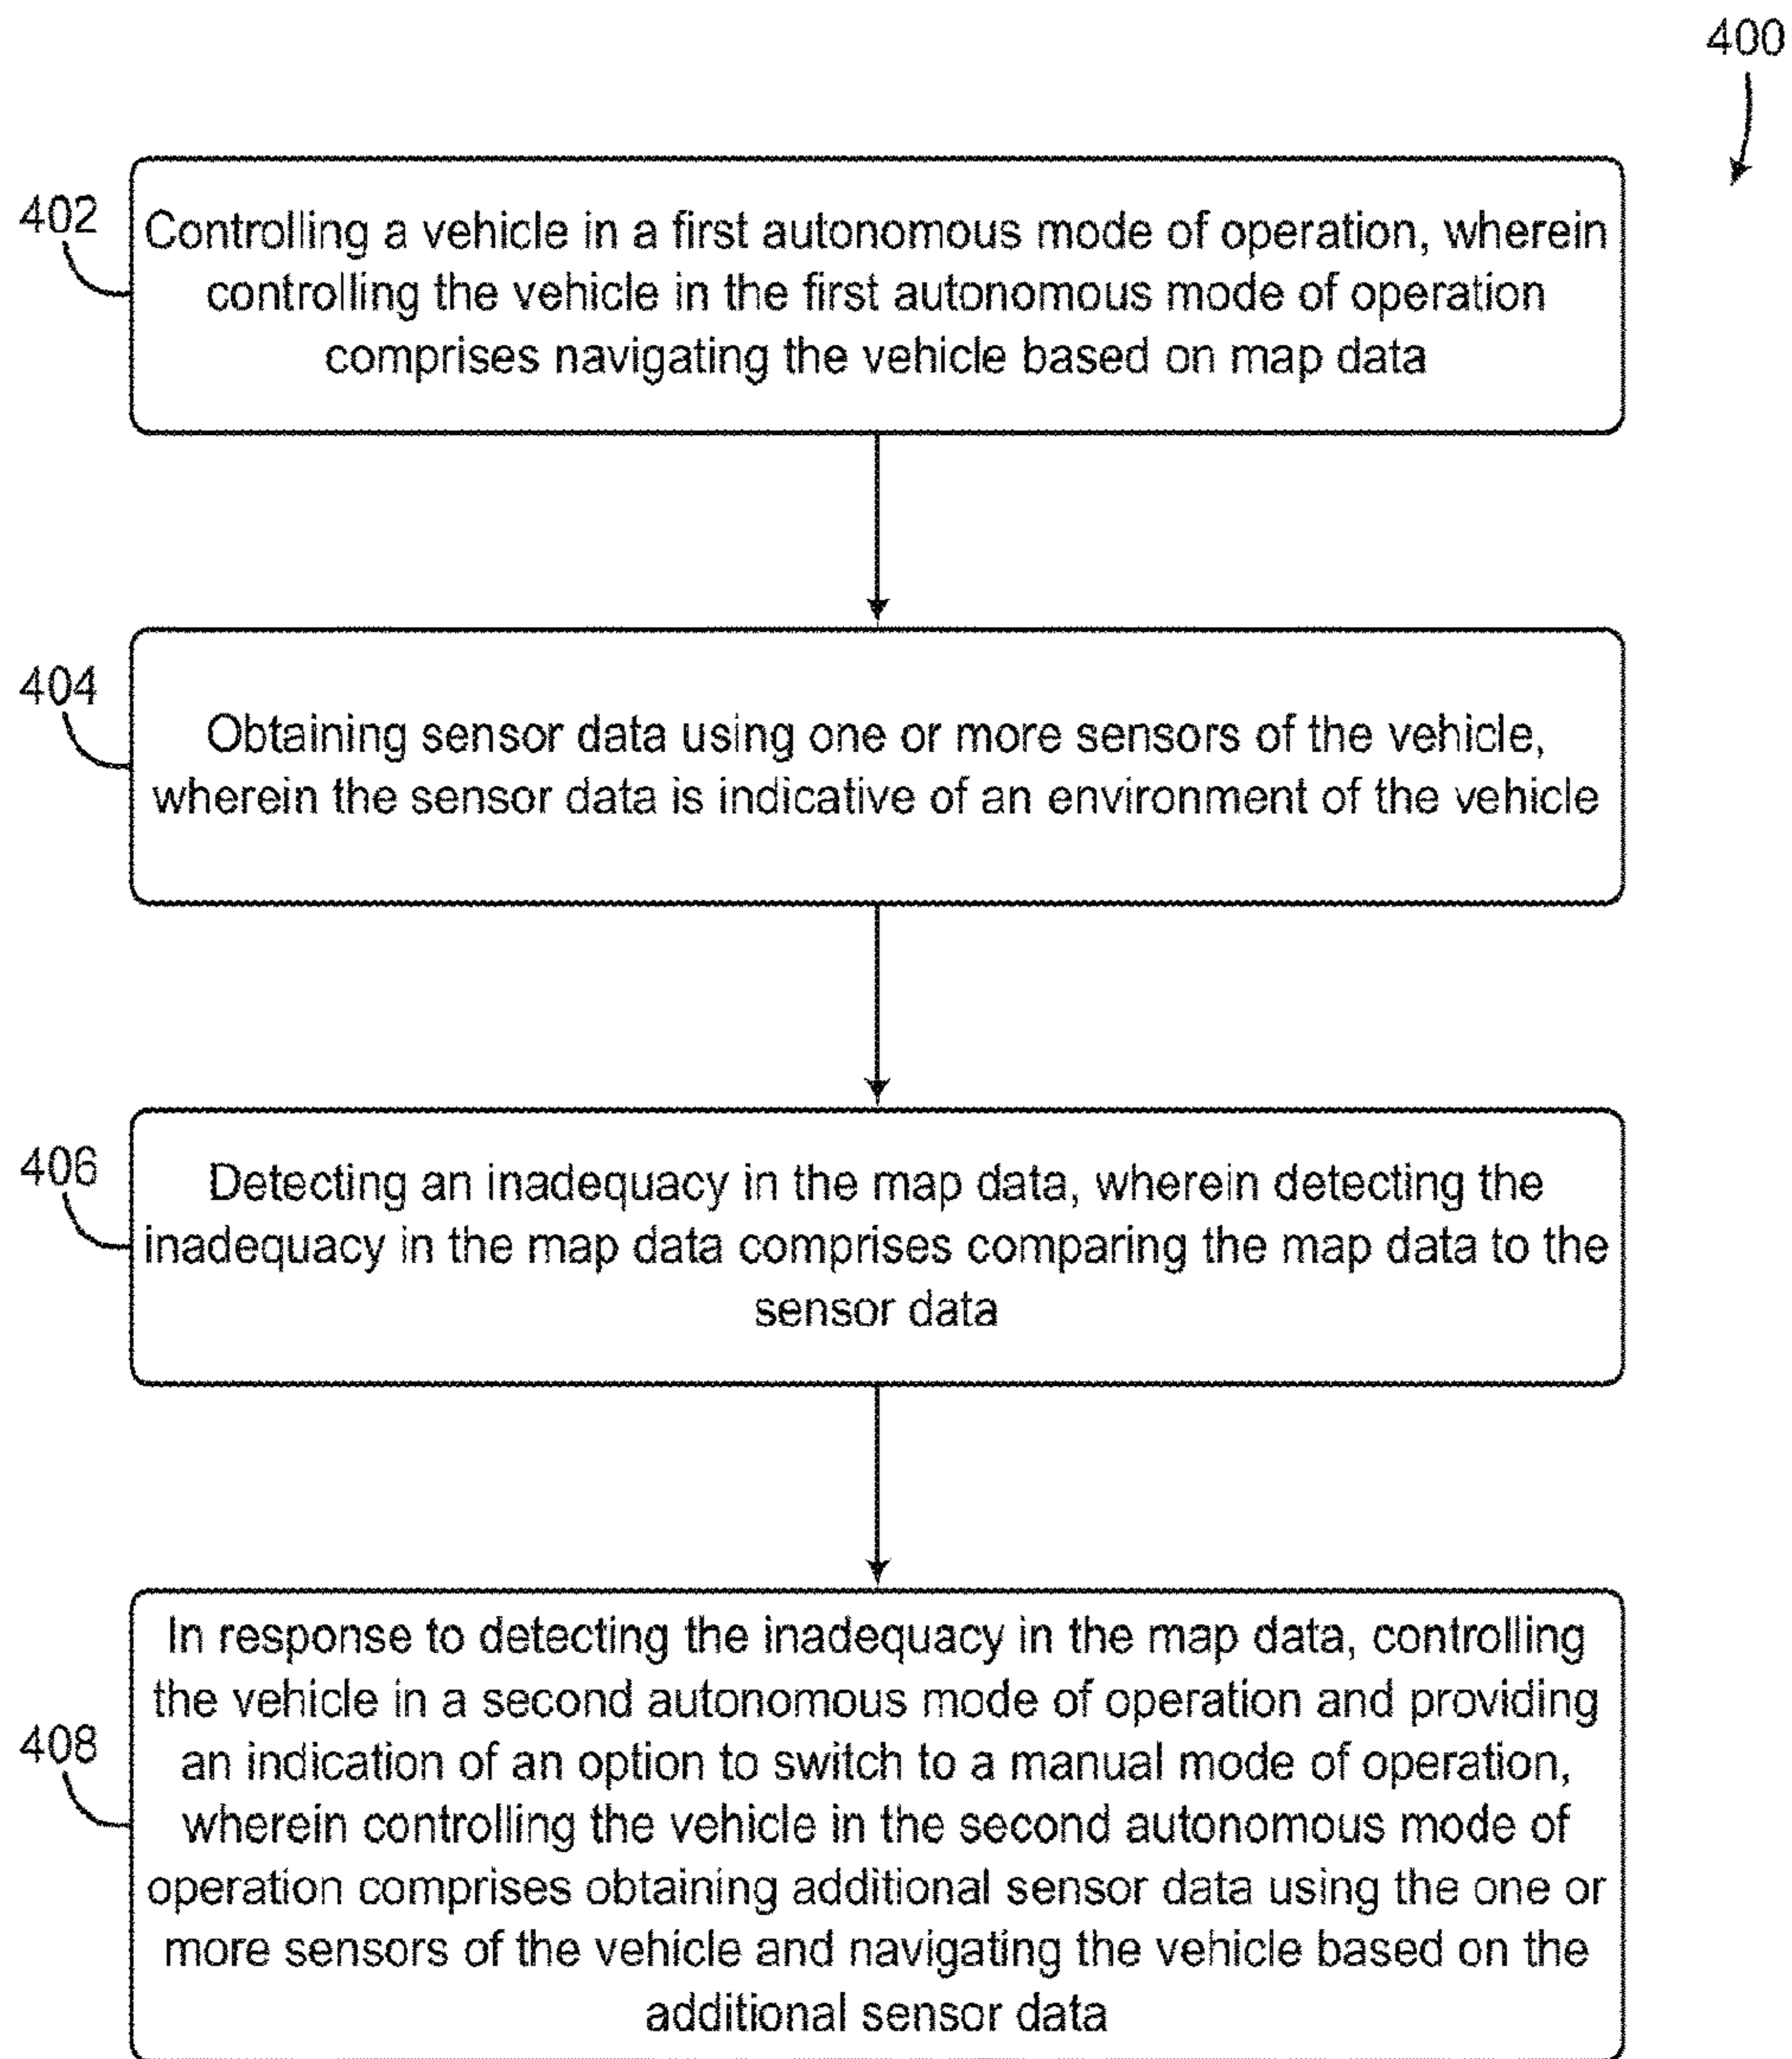 400
402
Controlling a vehicle in a first autonomous mode of operation, wherein
controlling the vehicle in the first autonomous mode of operation
comprises navigating the vehicle based on map data
404
Obtaining sensor data using one or more sensors of the vehicle,
wherein the sensor data is indicative of an environment of the vehicle
406
Detecting an inadequacy in the map data, wherein detecting the
inadequacy in the map data comprises comparing the map data to the
sensor data
408
In response to detecting the inadequacy in the map data, controlling
the vehicle in a second autonomous mode of operation and providing
an indication of an option to switch to a manual mode of operation,
wherein controlling the vehicle in the second autonomous mode of
operation comprises obtaining additional sensor data using the one or
more sensors of the vehicle and navigating the vehicle based on the
additional sensor data